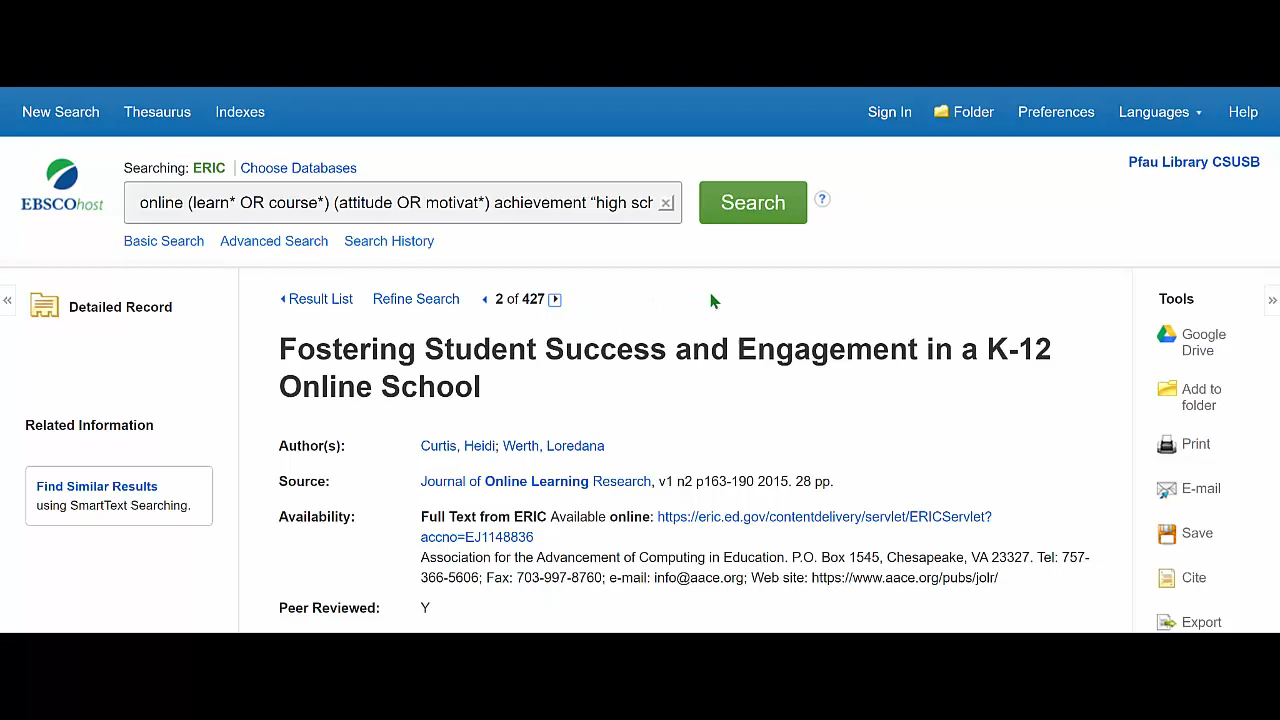 New Search Thesaurus Indexes Sign In Folder Preferences Languages Help
Searching: ERIC Choose Databases Pfau Library CSUSB
EBSCOhost online (learn* OR course*) (attitude OR motivat*) achievement “high sch Search ?
Basic Search Advanced Search Search History
« Detailed Record Result List Refine Search 2 of 427 Tools »
Fostering Student Success and Engagement in a K-12
Online School
Google
Drive
Add to
folder
Related Information
Author(s): Curtis, Heidi; Werth, Loredana Print
Find Similar Results
using SmartText Searching.
Source: Journal of Online Learning Research, v1 n2 p163-190 2015. 28 pp. E-mail
Availability: Full Text from ERIC Available online: https://eric.ed.gov/contentdelivery/servlet/ERICServlet?
accno=EJ1148836 Save
Association for the Advancement of Computing in Education. P.O. Box 1545, Chesapeake, VA 23327. Tel: 757-
366-5606; Fax: 703-997-8760; e-mail: info@aace.org; Web site: https://www.aace.org/pubs/jolr/ Cite
Peer Reviewed: Y Export